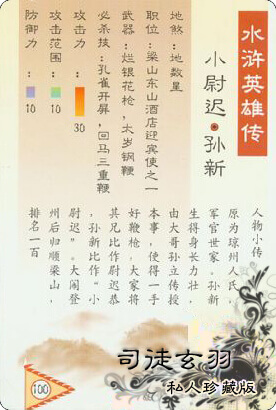 水浒英雄传
小尉迟·孙新
地煞:地数星
职位:梁山东山酒店迎宾使之一
武器:烂银花枪,太岁钢鞭
必杀技:孔雀开屏,回马三重鞭
攻击力:30
攻击范围:10
防御力:10
人物小传
原为琼州人氏,
军官世家。孙新
生得身长力壮,
由大哥孙立传授
本事,使得一手
好鞭枪,大家将
其兄比作尉迟恭
,孙新比作“小
尉迟”。大闹登
州后归顺梁山,
排名一百
100
司徒玄羽
私人珍藏版